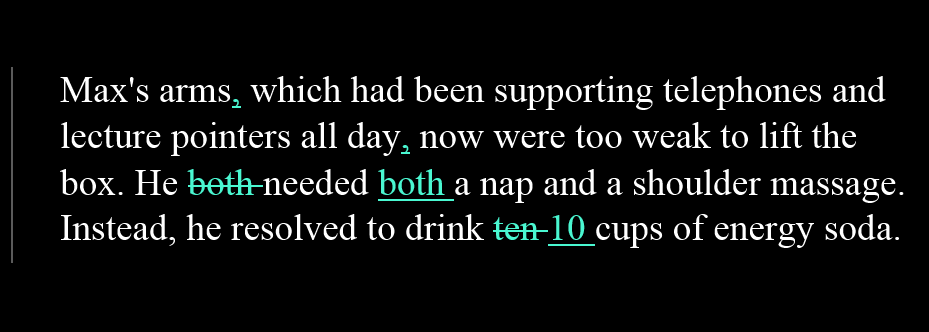 Max's arms, which had been supporting telephones and
lecture pointers all day, now were too weak to lift the
box. He both needed both a nap and a shoulder massage.
Instead, he resolved to drink ten 10 cups of energy soda.